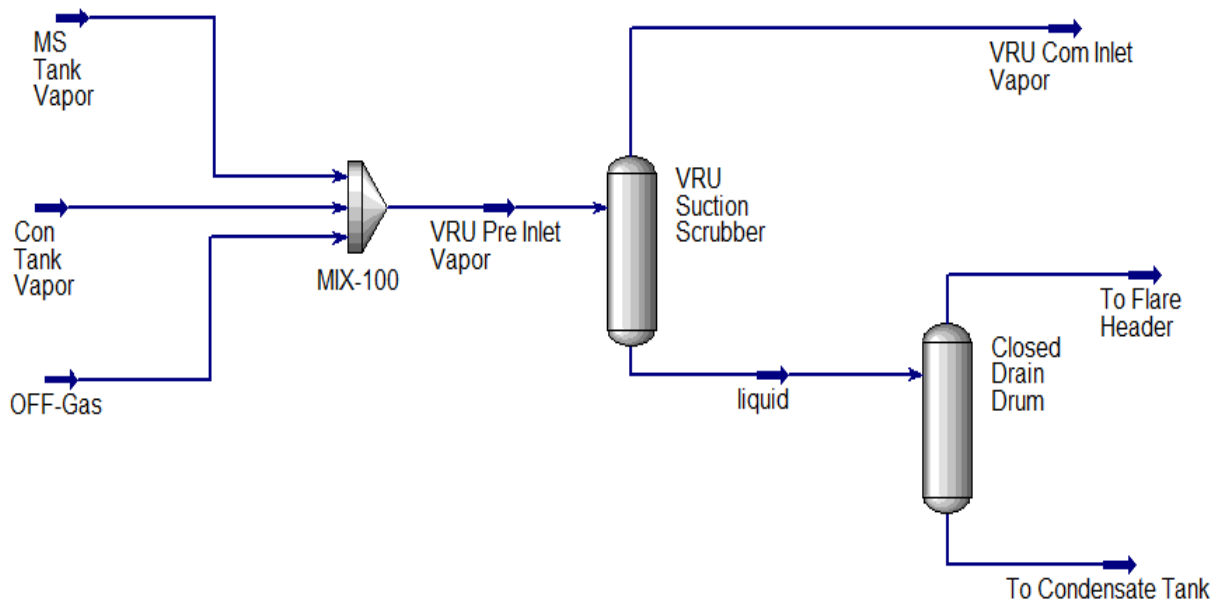 MS
Tank
Vapor
Con
Tank
Vapor
OFF-Gas
MIX-100
VRU Pre Inlet
Vapor
VRU
Suction
Scrubber
VRU Com Inlet
Vapor
liquid
Closed
Drain
Drum
To Flare
Header
To Condensate Tank